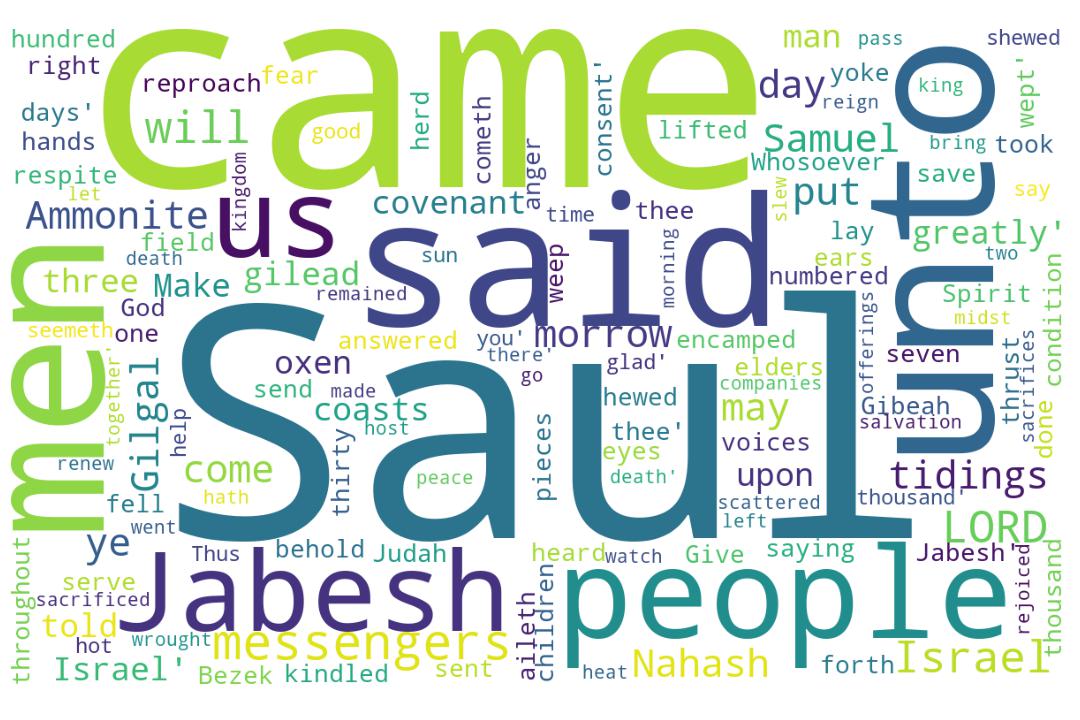 hundred
right
came
man
pass
shewed
reproach
fear
day
yoke
king
wept'
days'
hands
will
good
herd
cometh
consent'
lifted
reign
unto
Samuel
bring
took
respite
let
kingdom
anger
Whosoever
save
say
Ammonite
us
covenant
time
thee
slew
put
lay
greatly'
field
death
said
sun
weep
morning
numbered
ears
two
men
three
Make
gilead
remained
God
one
seemeth
answered
you'
there'
morrow
encamped
offerings
Spirit
midst
condition
together'
Gilgal
oxen
go
glad'
elders
companies
seven
thrust
sacrifices
Saul
send
made
coasts
host
hewed
may
Gibeah
salvation
done
renew
help
come
hath
thirty
peace
pieces
thee'
eyes
death'
voices
upon
scattered
left
tidings
thousand'
fell
went
ye
LORD
throughout
Thus
behold
Judah
heard
watch
Give
saying
Jabesh'
rejoiced
thousand
serve
sacrificed
Jabesh
people
told
hot
wrought
messengers
aileth
children
Israel'
Bezek
kindled
sent
heat
Nahash
forth
Israel